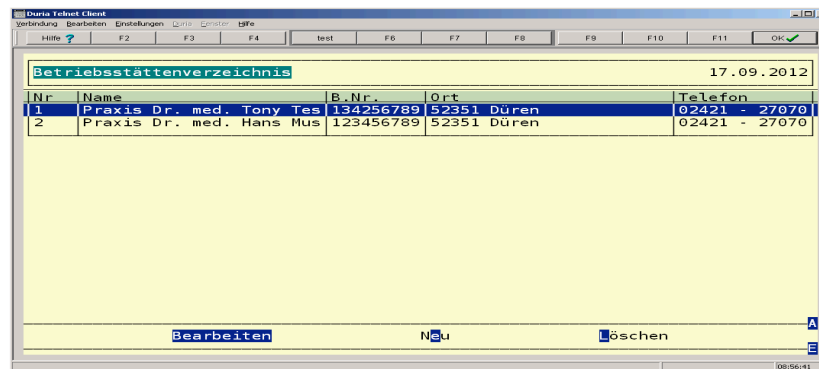 Duria Telnet Client
Verbindung Bearbeiten Einstellungen Duria Fenster Hilfe
Hilfe ? F2 F3 F4 test F6 F7 F8 F9 F10 F11 OK
Betriebsstättenverzeichnis 17.09.2012
Nr Name B.Nr. Ort Telefon
1 Praxis Dr. med. Tony Tes 134256789 52351 Düren 02421 - 27070
2 Praxis Dr. med. Hans Mus 123456789 52351 Düren 02421 - 27070
A
Bearbeiten Neu Löschen
E
08:56:41